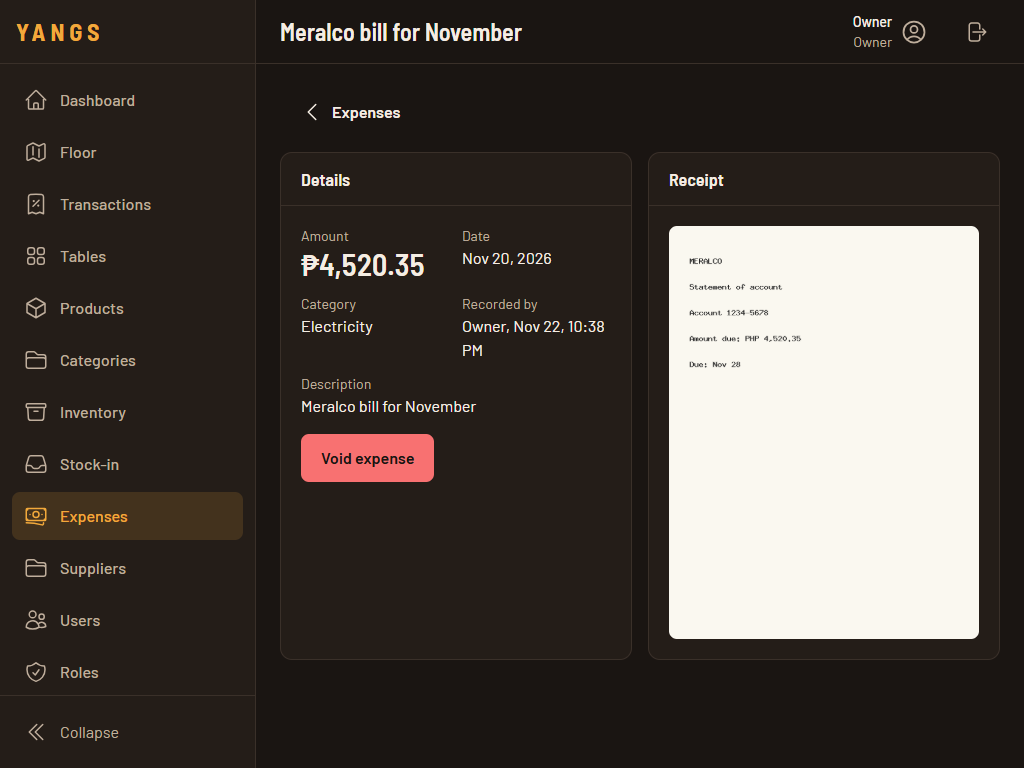 YANGS
Meralco bill for November
Owner
Owner
Dashboard
Floor
Transactions
Tables
Products
Categories
Inventory
Stock-in
Expenses
Suppliers
Users
Roles
Collapse
Expenses
Details
Amount
₱4,520.35
Date
Nov 20, 2026
Category
Electricity
Recorded by
Owner, Nov 22, 10:38
PM
Description
Meralco bill for November
Void expense
Receipt
MERALCO
Statement of account
Account 1234-5678
Amount due: PHP 4,520.35
Due: Nov 28